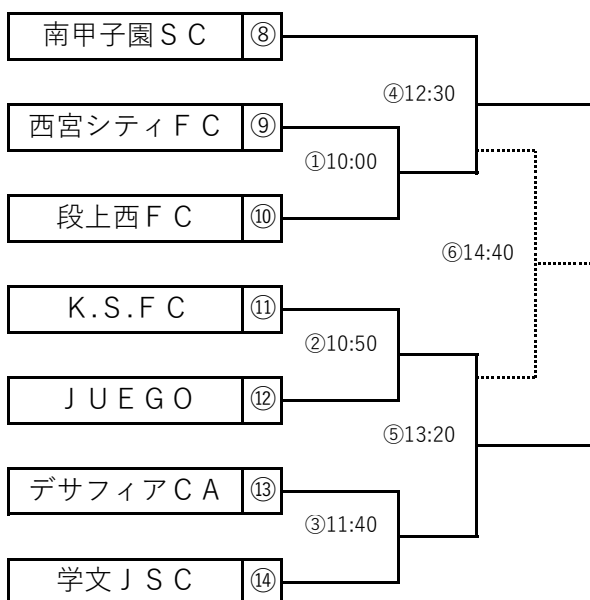 南甲子園ＳＣ ⑧
④12:30
西宮シティＦＣ ⑨
①10:00
段上西ＦＣ ⑩
⑥14:40
Ｋ.Ｓ.ＦＣ ⑪
②10:50
ＪＵＥＧＯ ⑫
⑤13:20
デサフィアＣＡ ⑬
③11:40
学文ＪＳＣ ⑭